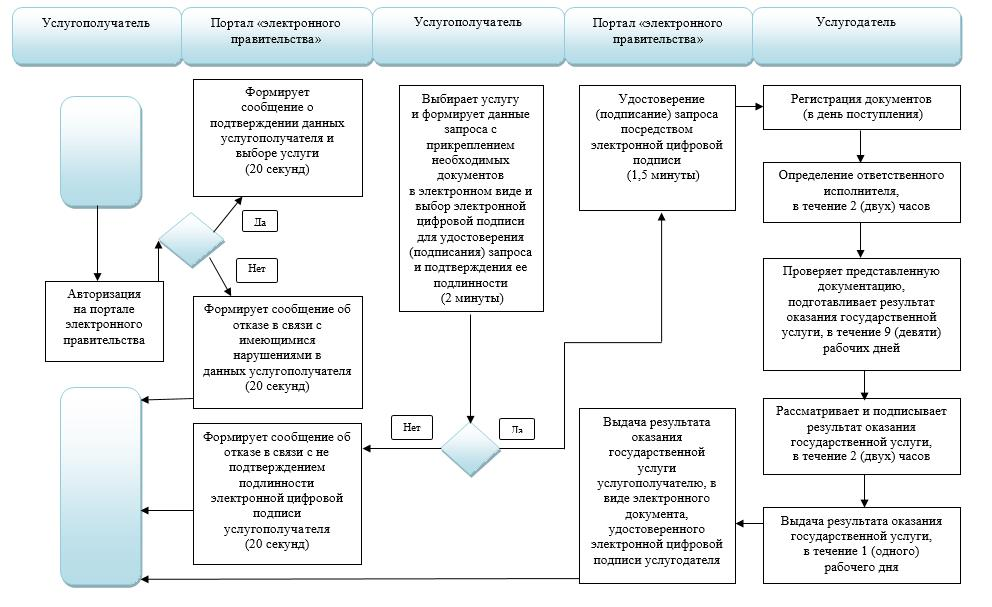 Услугополучатель
Портал «электронного
правительства»
Услугополучатель
Портал «электронного
правительства»
Услугодатель
Формирует
сообщение о
подтверждении данных
услугополучателя и
выборе услуги
(20 секунд)
Да
Нет
Авторизация
на портале
электронного
правительства
Формирует сообщение об
отказе в связи с
имеющимися
нарушениями в
данных услугополучателя
(20 секунд)
Формирует сообщение об
отказе в связи с не
подтверждением
подлинности
электронной цифровой
подписи
услугополучателя
(20 секунд)
Выбирает услугу
и формирует данные
запроса с
прикреплением
необходимых
документов
в электронном виде и
выбор электронной
цифровой подписи
для удостоверения
(подписания) запроса
и подтверждения ее
подлинности
(2 минуты)
Нет
Да
Удостоверение
(подписание) запроса
посредством
электронной цифровой
подписи
(1,5 минуты)
Регистрация документов
(в день поступления)
Определение ответственного
исполнителя,
в течение 2 (двух) часов
Проверяет представленную
документацию,
подготавливает результат
оказания государственной
услуги, в течение 9 (девяти)
рабочих дней
Рассматривает и подписывает
результат оказания
государственной услуги,
в течение 2 (двух) часов
Выдача результата оказания
государственной услуги,
в течение 1 (одного)
рабочего дня
Выдача результата
оказания
государственной
услуги
услугополучателю, в
виде электронного
документа,
удостоверенного
электронной цифровой
подписи услугодателя